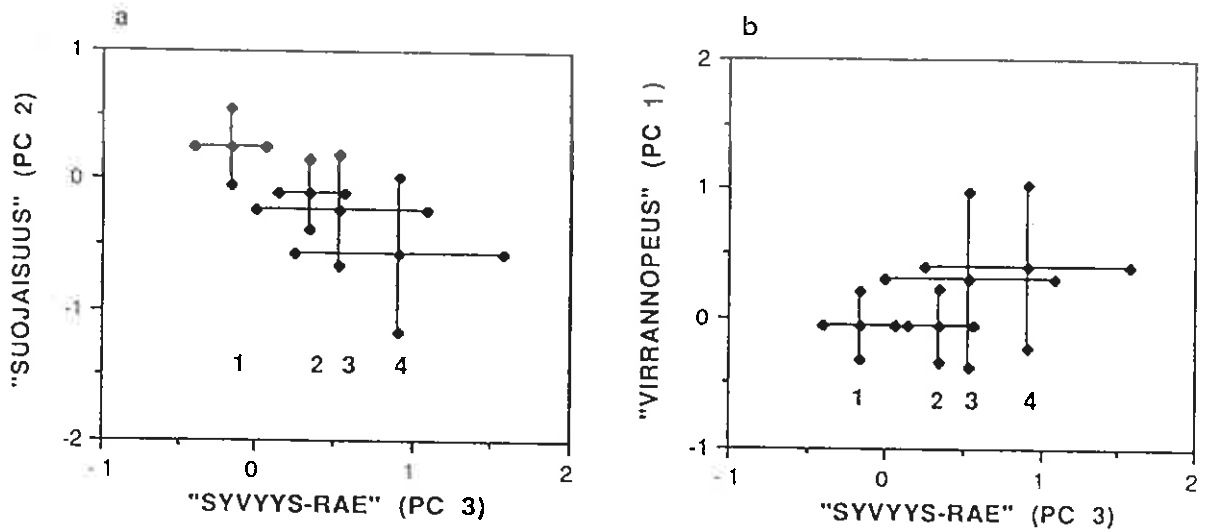 a
"SUOJAISUUS" (PC 2)
1
0
-1
-2
1 2 3 4
-1 0 1 2
"SYVYYS-RAE" (PC 3)
b
"VIRRANNOPEUS" (PC 1)
2
1
0
-1
1 2 3 4
-1 0 1 2
"SYVYYS-RAE" (PC 3)